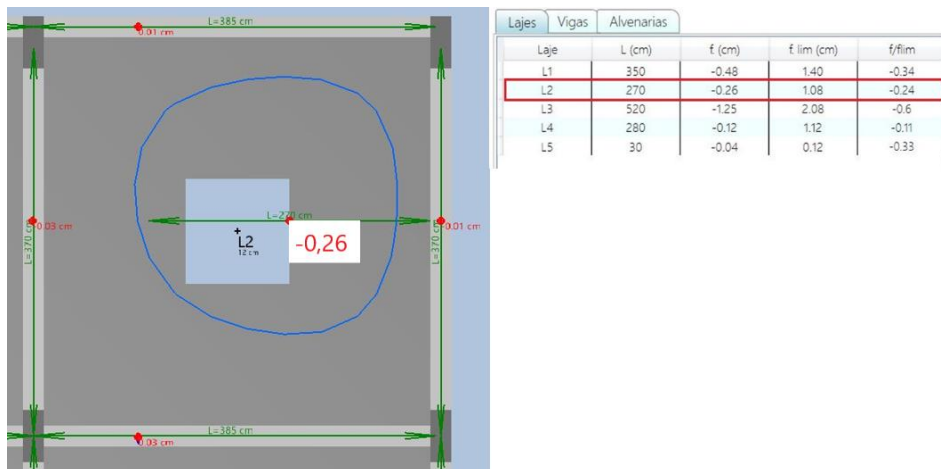 L=385 cm
0.01 cm
L=370 cm
0.03 cm
L=270 cm
L2
12 cm
-0,26
L=370 cm
-0.01 cm
L=385 cm
0.03 cm
Lajes Vigas Alvenarias
Laje L (cm) f. (cm) f. lim (cm) f/flim
L1 350 -0.48 1.40 -0.34
L2 270 -0.26 1.08 -0.24
L3 520 -1.25 2.08 -0.6
L4 280 -0.12 1.12 -0.11
L5 30 -0.04 0.12 -0.33